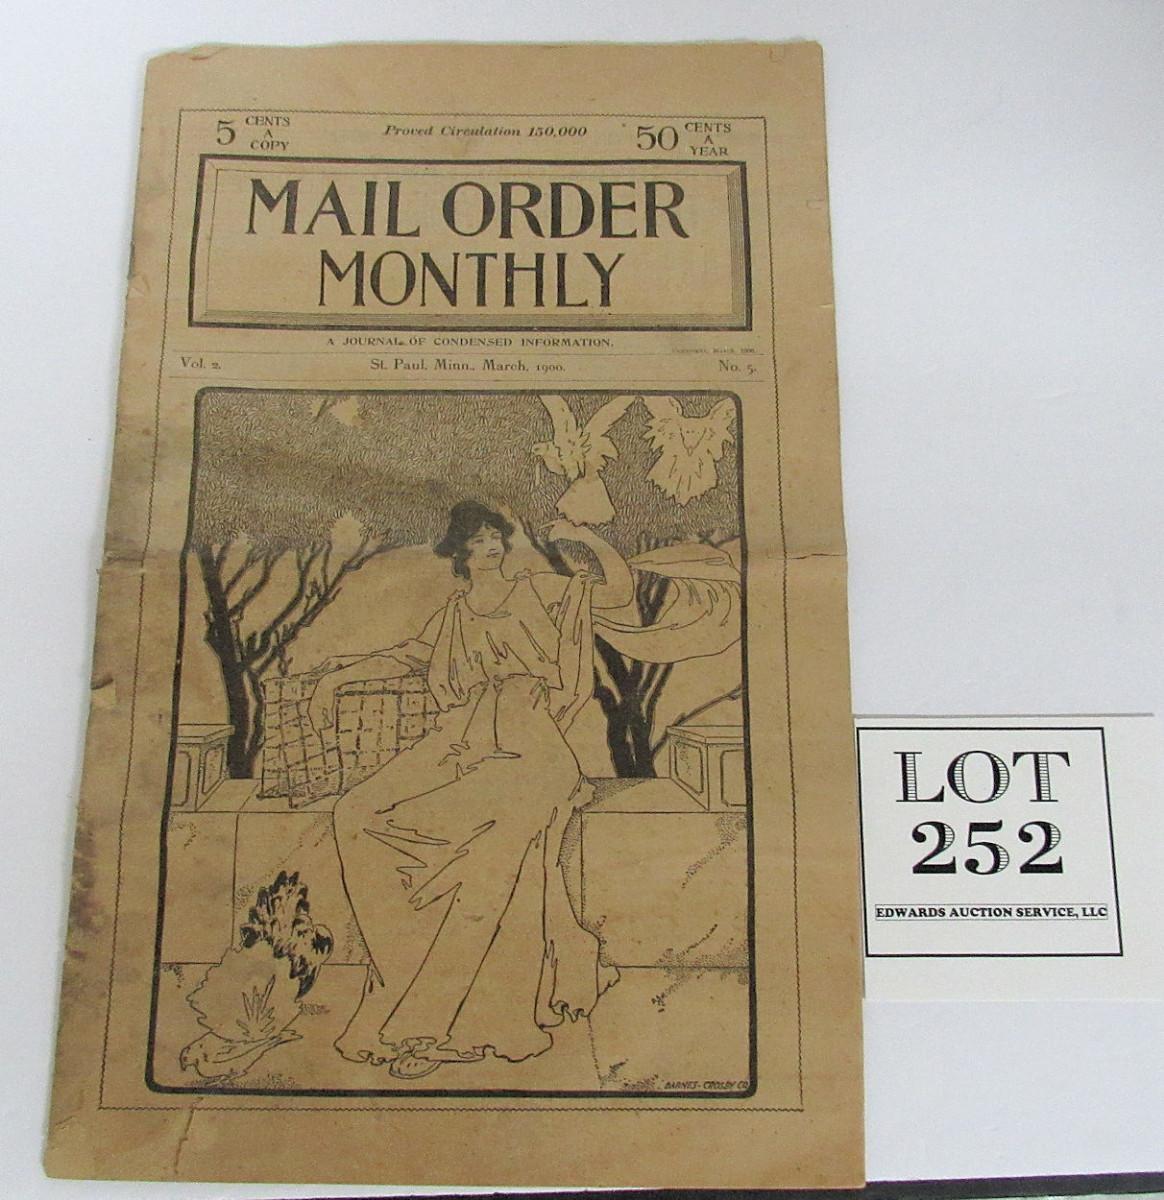 5 CENTS A COPY
Proved Circulation 150,000
50 CENTS A YEAR
MAIL ORDER
MONTHLY
A JOURNAL OF CONDENSED INFORMATION.
Vol. 2.
St. Paul, Minn., March, 1900.
No. 5.
BARNES-CROSBY CO
LOT
252
EDWARDS AUCTION SERVICE, LLC